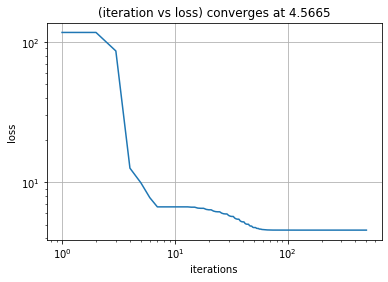 (iteration vs loss) converges at 4.5665
10²
loss
10¹
10⁰
10¹
10²
iterations